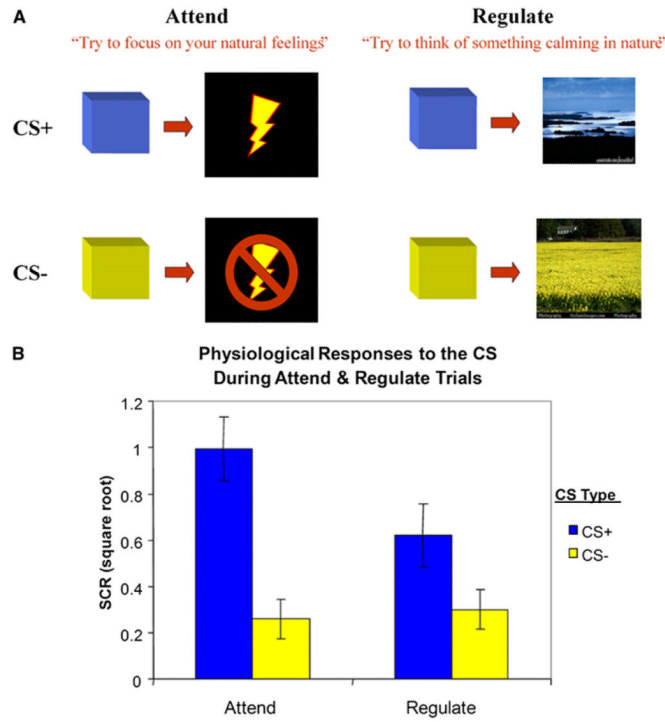 A
Attend
Regulate
"Try to focus on your natural feelings"
"Try to think of something calming in nature"
CS+
CS-
Photography
Photography
B
Physiological Responses to the CS
During Attend & Regulate Trials
SCR (square root)
1.2
1
0.8
0.6
0.4
0.2
0
Attend
Regulate
CS Type
CS+
CS-